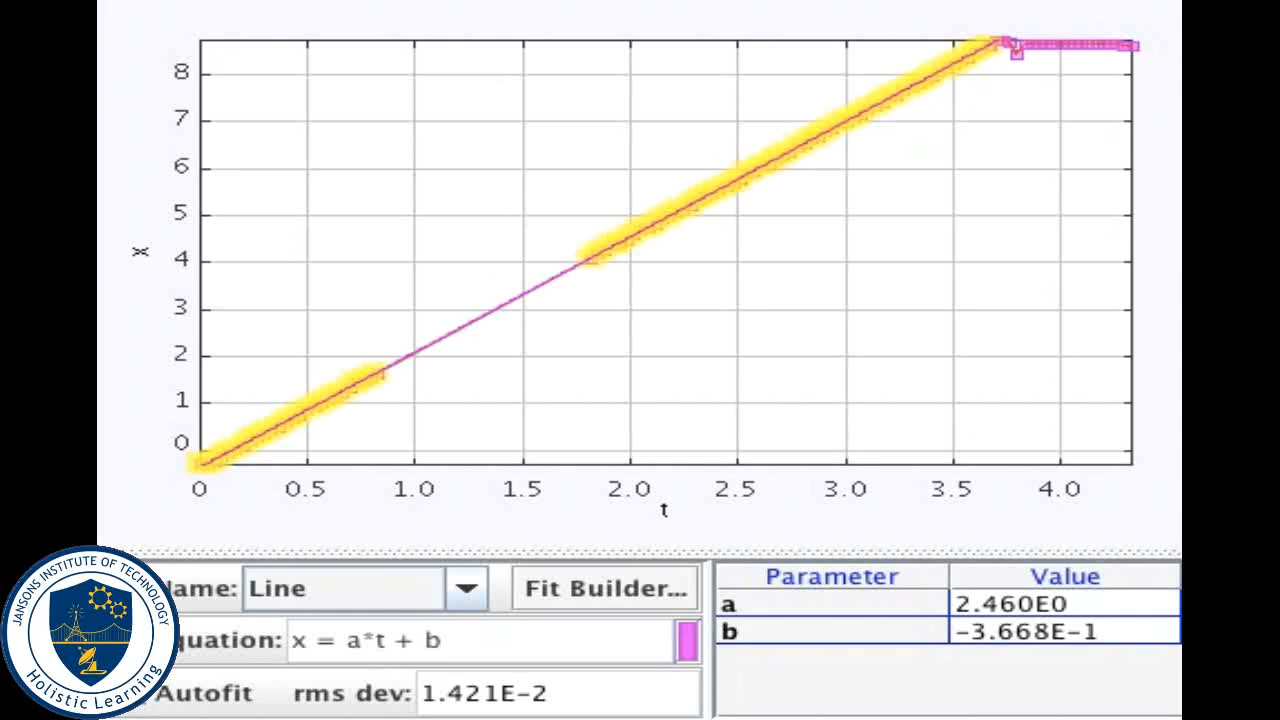 8
7
6
5
4
3
2
1
0
x
0 0.5 1.0 1.5 2.0 2.5 3.0 3.5 4.0
t
JANSONS INSTITUTE OF TECHNOLOGY
Holistic Learning
ame: Line Fit Builder...
quation: x = a*t + b
Autofit rms dev: 1.421E-2
Parameter Value
a 2.460E0
b -3.668E-1